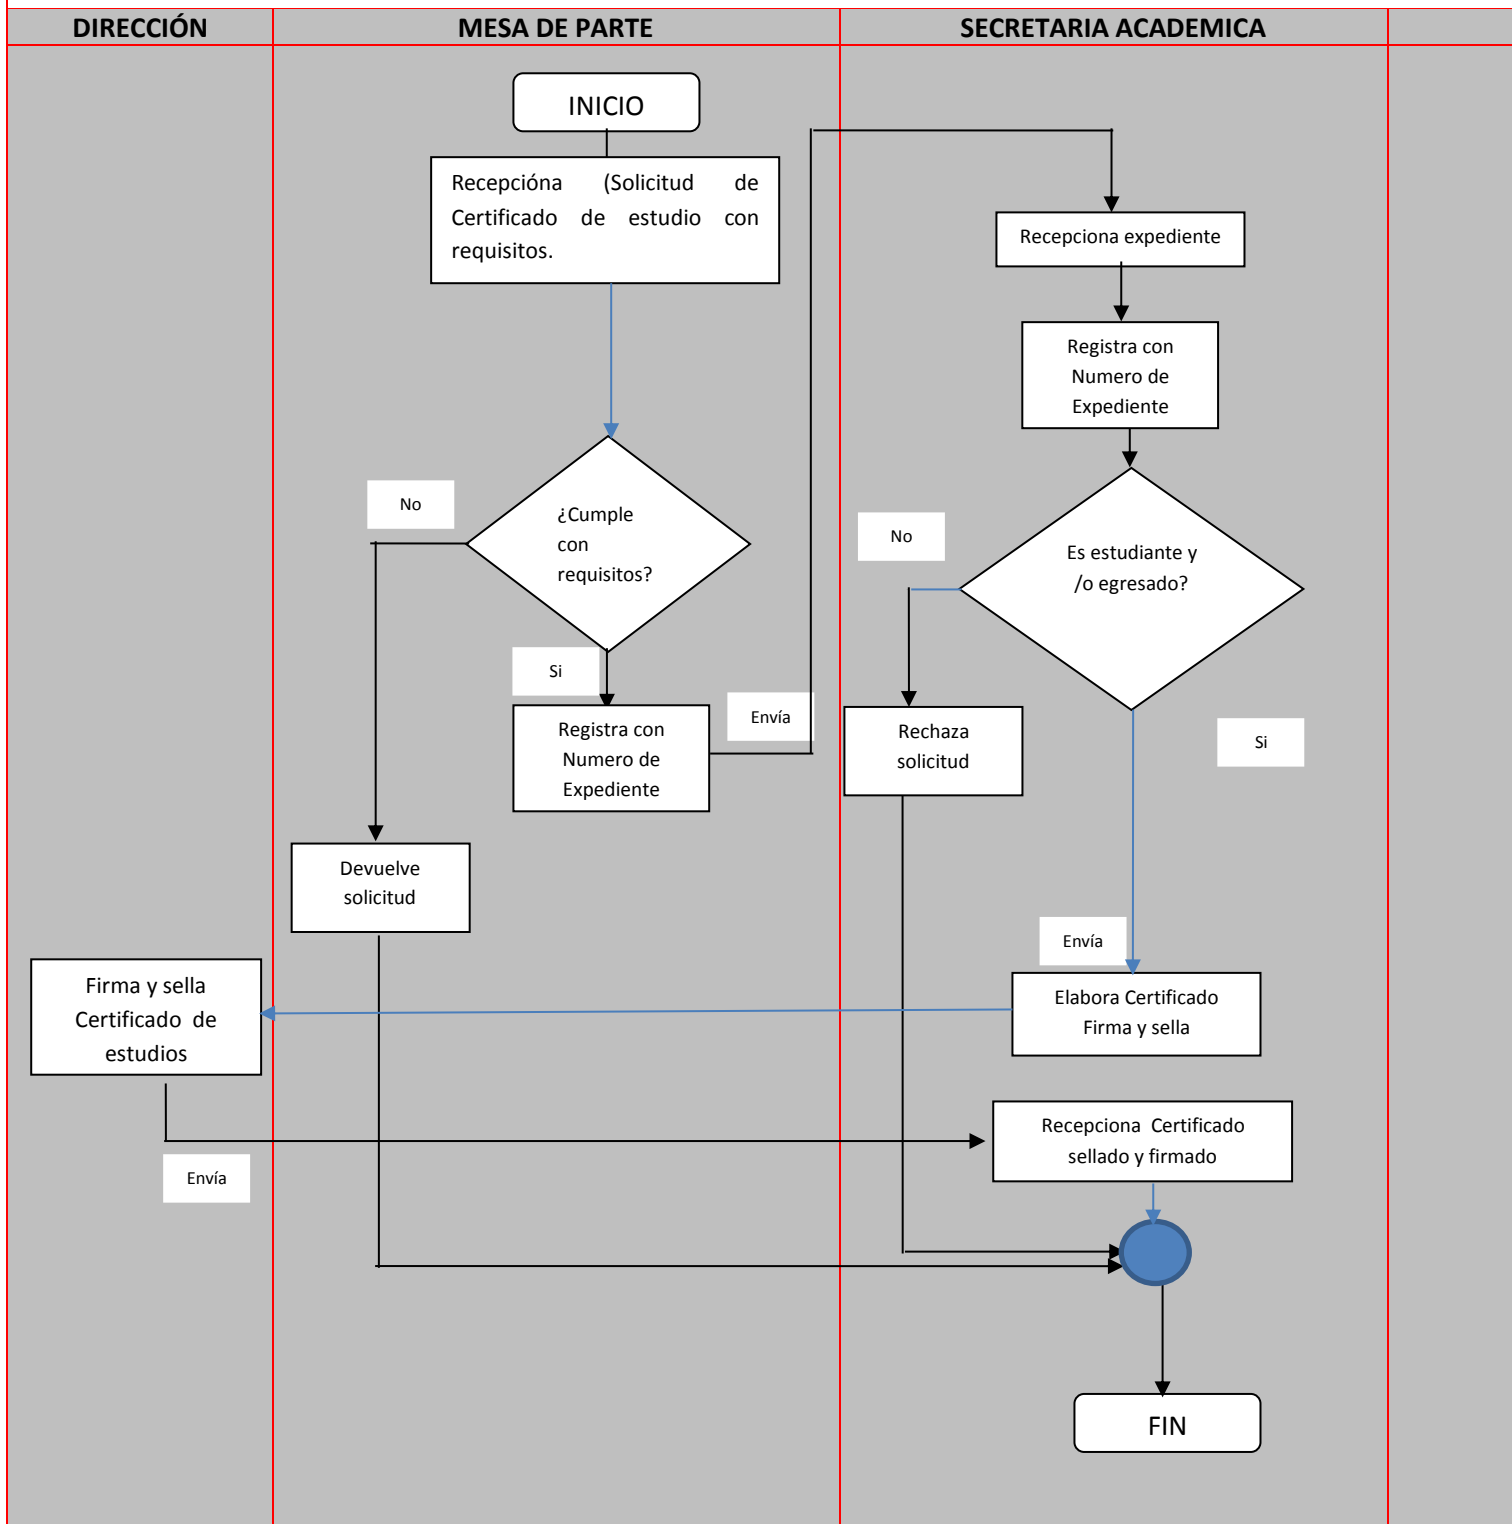 DIRECCIÓN
MESA DE PARTE
SECRETARIA ACADEMICA
INICIO
Recepcióna (Solicitud de
Certificado de estudio con
requisitos.
¿Cumple
con
requisitos?
No
Si
Registra con
Numero de
Expediente
Envía
Devuelve
solicitud
Recepciona expediente
Registra con
Numero de
Expediente
Es estudiante y
/o egresado?
No
Si
Rechaza
solicitud
Envía
Elabora Certificado
Firma y sella
Firma y sella
Certificado de
estudios
Envía
Recepciona Certificado
sellado y firmado
FIN